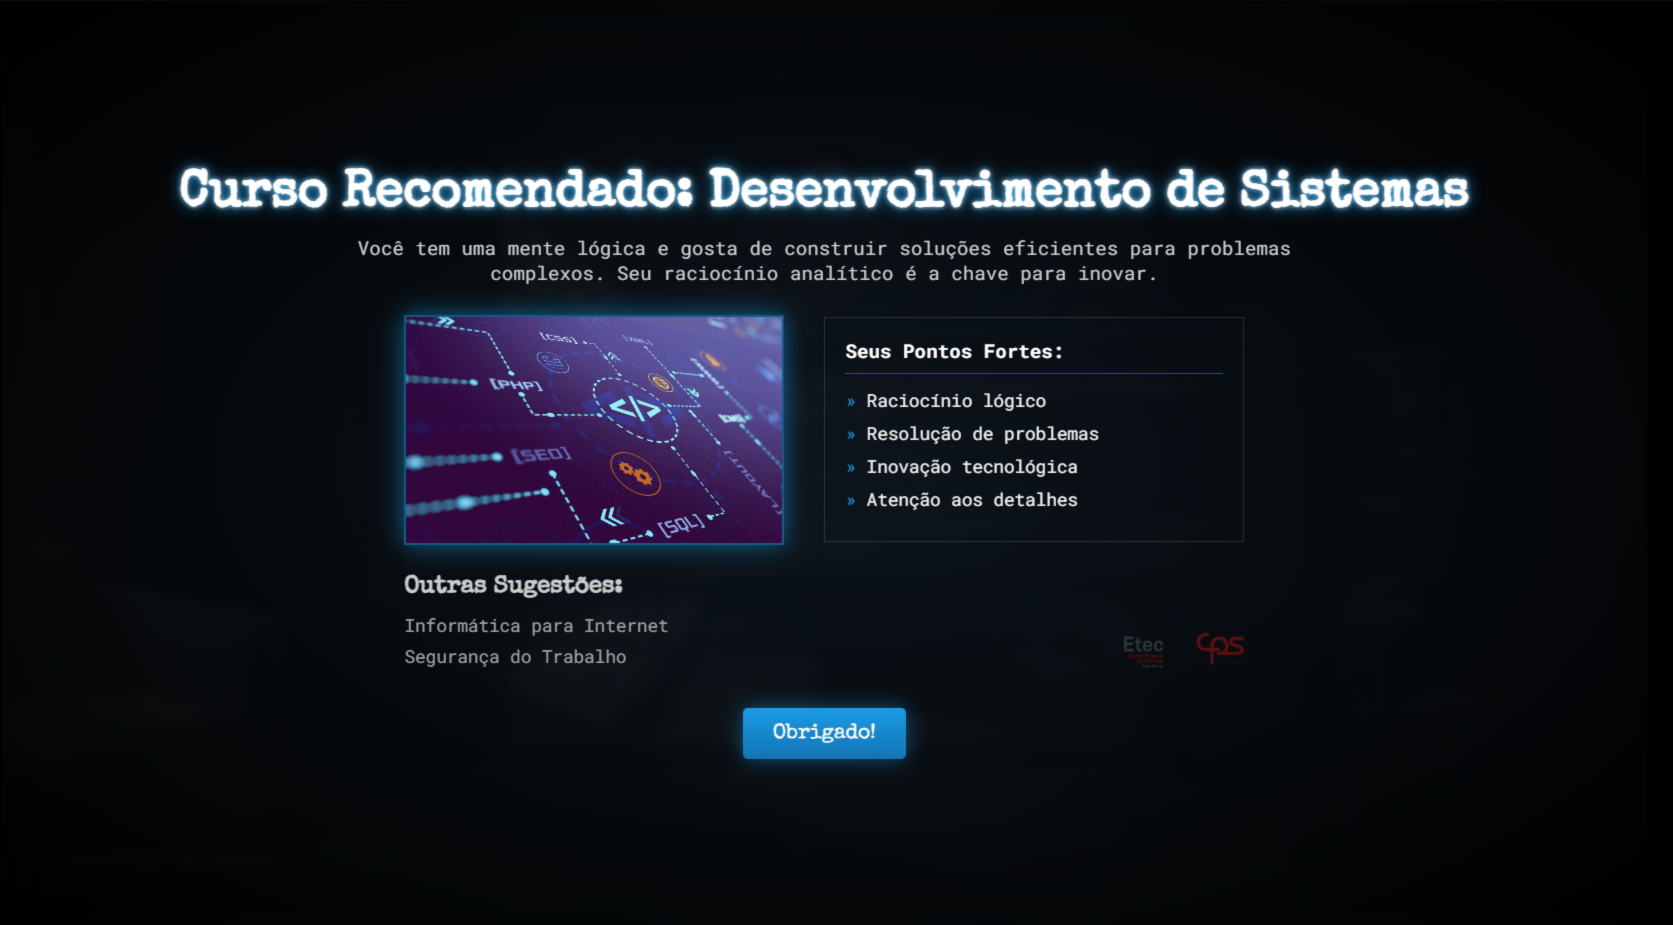 Curso Recomendado: Desenvolvimento de Sistemas
Você tem uma mente lógica e gosta de construir soluções eficientes para problemas
complexos. Seu raciocínio analítico é a chave para inovar.
[CSS]
[XML]
[PHP]
</>
[SEO]
[SQL]
[LAYOUT]
Seus Pontos Fortes:
» Raciocínio lógico
» Resolução de problemas
» Inovação tecnológica
» Atenção aos detalhes
Outras Sugestões:
Informática para Internet
Segurança do Trabalho
Etec
cps
Obrigado!